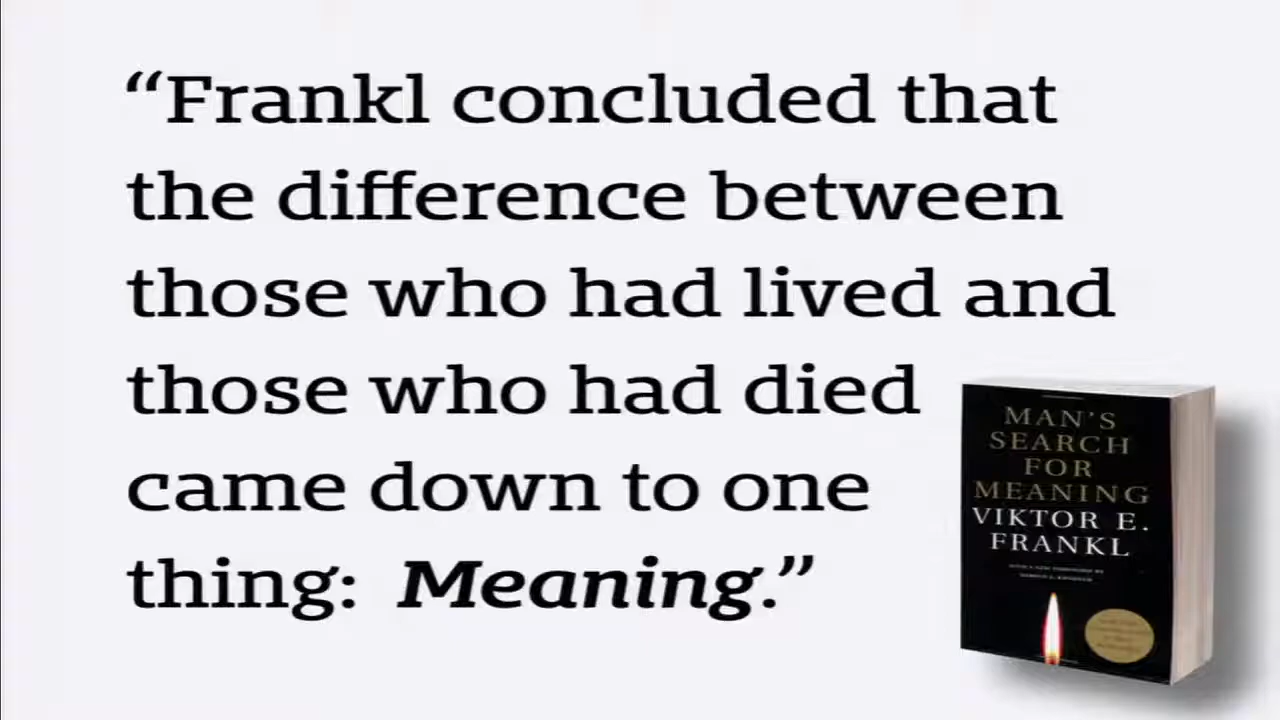 “Frankl concluded that
the difference between
those who had lived and
those who had died
came down to one
thing: Meaning.”
MAN'S
SEARCH
FOR
MEANING
VIKTOR E.
FRANKL